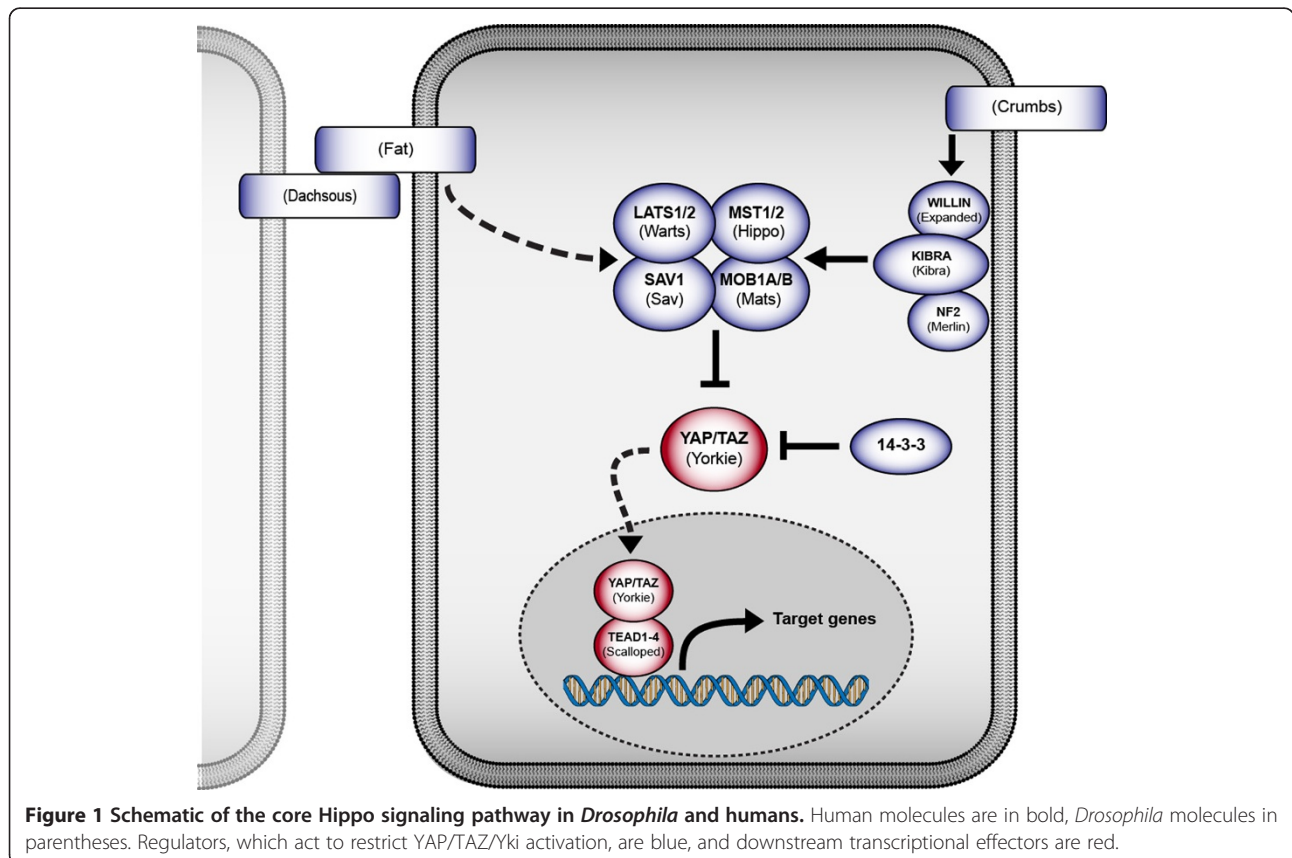 (Crumbs)
(Fat)
(Dachsous)
WILLIN
(Expanded)
LATS1/2
(Warts)
MST1/2
(Hippo)
KIBRA
(Kibra)
SAV1
(Sav)
MOB1A/B
(Mats)
NF2
(Merlin)
YAP/TAZ
(Yorkie)
14-3-3
YAP/TAZ
(Yorkie)
TEAD1-4
(Scalloped)
Target genes
Figure 1 Schematic of the core Hippo signaling pathway in Drosophila and humans. Human molecules are in bold, Drosophila molecules in
parentheses. Regulators, which act to restrict YAP/TAZ/Yki activation, are blue, and downstream transcriptional effectors are red.